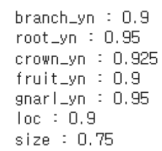 branch_yn : 0.9
root_yn : 0.95
crown_yn : 0.925
fruit_yn : 0.9
gnarl_yn : 0.95
loc : 0.9
size : 0.75